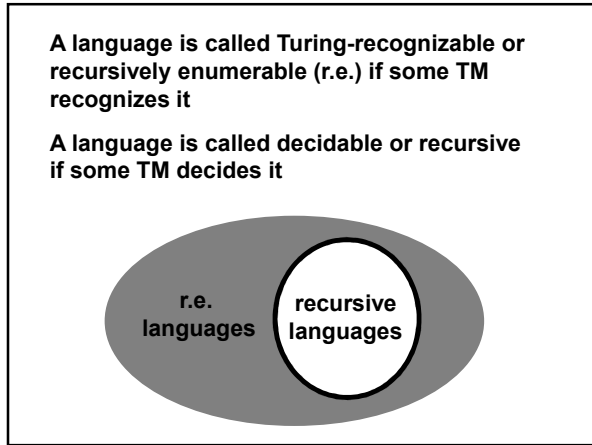 A language is called Turing-recognizable or
recursively enumerable (r.e.) if some TM
recognizes it
A language is called decidable or recursive
if some TM decides it
r.e.
languages
recursive
languages